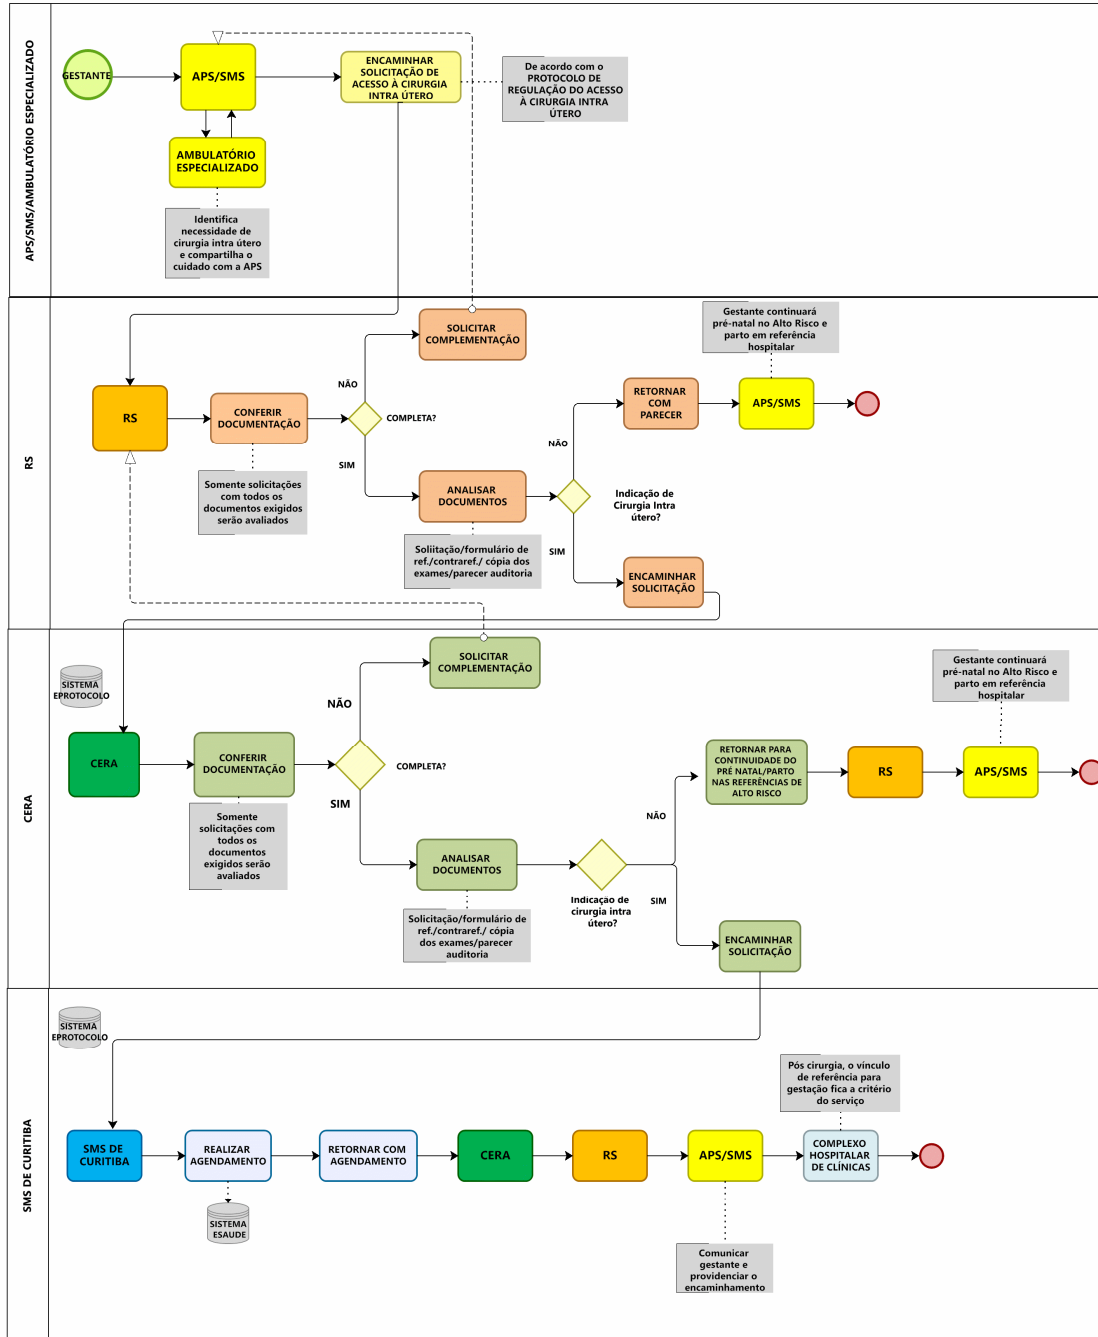 APS/SMS/AMBULATÓRIO ESPECIALIZADO
GESTANTE
APS/SMS
ENCAMINHAR
SOLICITAÇÃO DE
ACESSO À CIRURGIA
INTRA ÚTERO
De acordo com o
PROTOCOLO DE
REGULAÇÃO DO ACESSO
À CIRURGIA INTRA
ÚTERO
AMBULATÓRIO
ESPECIALIZADO
Identifica
necessidade de
cirurgia intra útero
e compartilha o
cuidado com a APS
RS
RS
CONFERIR
DOCUMENTAÇÃO
Somente solicitações
com todos os
documentos exigidos
serão avaliados
NÃO
COMPLETA?
SIM
SOLICITAR
COMPLEMENTAÇÃO
ANALISAR
DOCUMENTOS
Soliitação/formulário de
ref./contraref./ cópia dos
exames/parecer auditoria
NÃO
Indicação de
Cirurgia Intra
útero?
SIM
RETORNAR
COM
PARECER
Gestante continuará
pré-natal no Alto Risco e
parto em referência
hospitalar
APS/SMS
ENCAMINHAR
SOLICITAÇÃO
CERA
SISTEMA
EPROTOCOLO
CERA
CONFERIR
DOCUMENTAÇÃO
Somente
solicitações com
todos os
documentos
exigidos serão
avaliados
NÃO
COMPLETA?
SIM
SOLICITAR
COMPLEMENTAÇÃO
ANALISAR
DOCUMENTOS
Solicitação/formulário de
ref./contraref./ cópia
dos exames/parecer
auditoria
Indicação de
cirurgia intra
útero?
NÃO
SIM
RETORNAR PARA
CONTINUIDADE DO
PRÉ NATAL/PARTO
NAS REFERÊNCIAS DE
ALTO RISCO
RS
Gestante continuará
pré-natal no Alto Risco e
parto em referência
hospitalar
APS/SMS
ENCAMINHAR
SOLICITAÇÃO
SMS DE CURITIBA
SISTEMA
EPROTOCOLO
SMS DE
CURITIBA
REALIZAR
AGENDAMENTO
SISTEMA
ESAUDE
RETORNAR COM
AGENDAMENTO
CERA
RS
APS/SMS
Comunicar
gestante e
providenciar o
encaminhamento
Pós cirurgia, o vínculo
de referência para
gestação fica a critério
do serviço
COMPLEXO
HOSPITALAR
DE CLÍNICAS